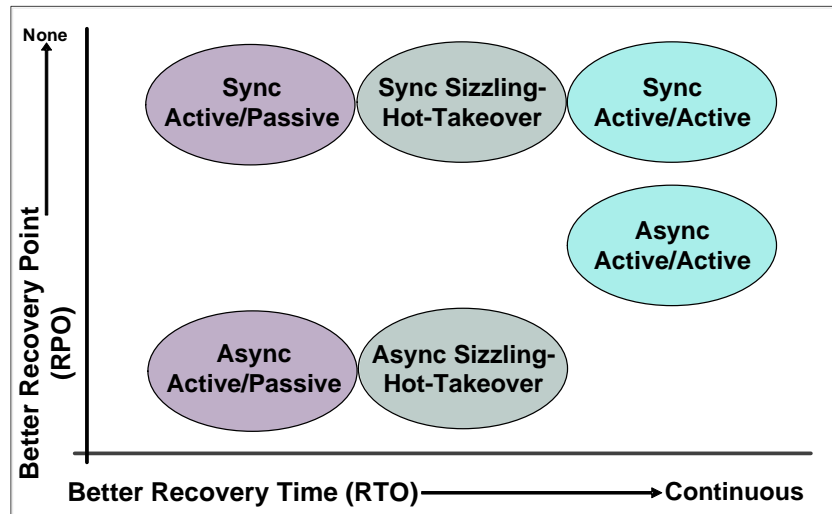 None
Better Recovery Point
(RPO)
Sync
Active/Passive
Sync Sizzling-
Hot-Takeover
Sync
Active/Active
Async
Active/Active
Async
Active/Passive
Async Sizzling-
Hot-Takeover
Better Recovery Time (RTO)
Continuous